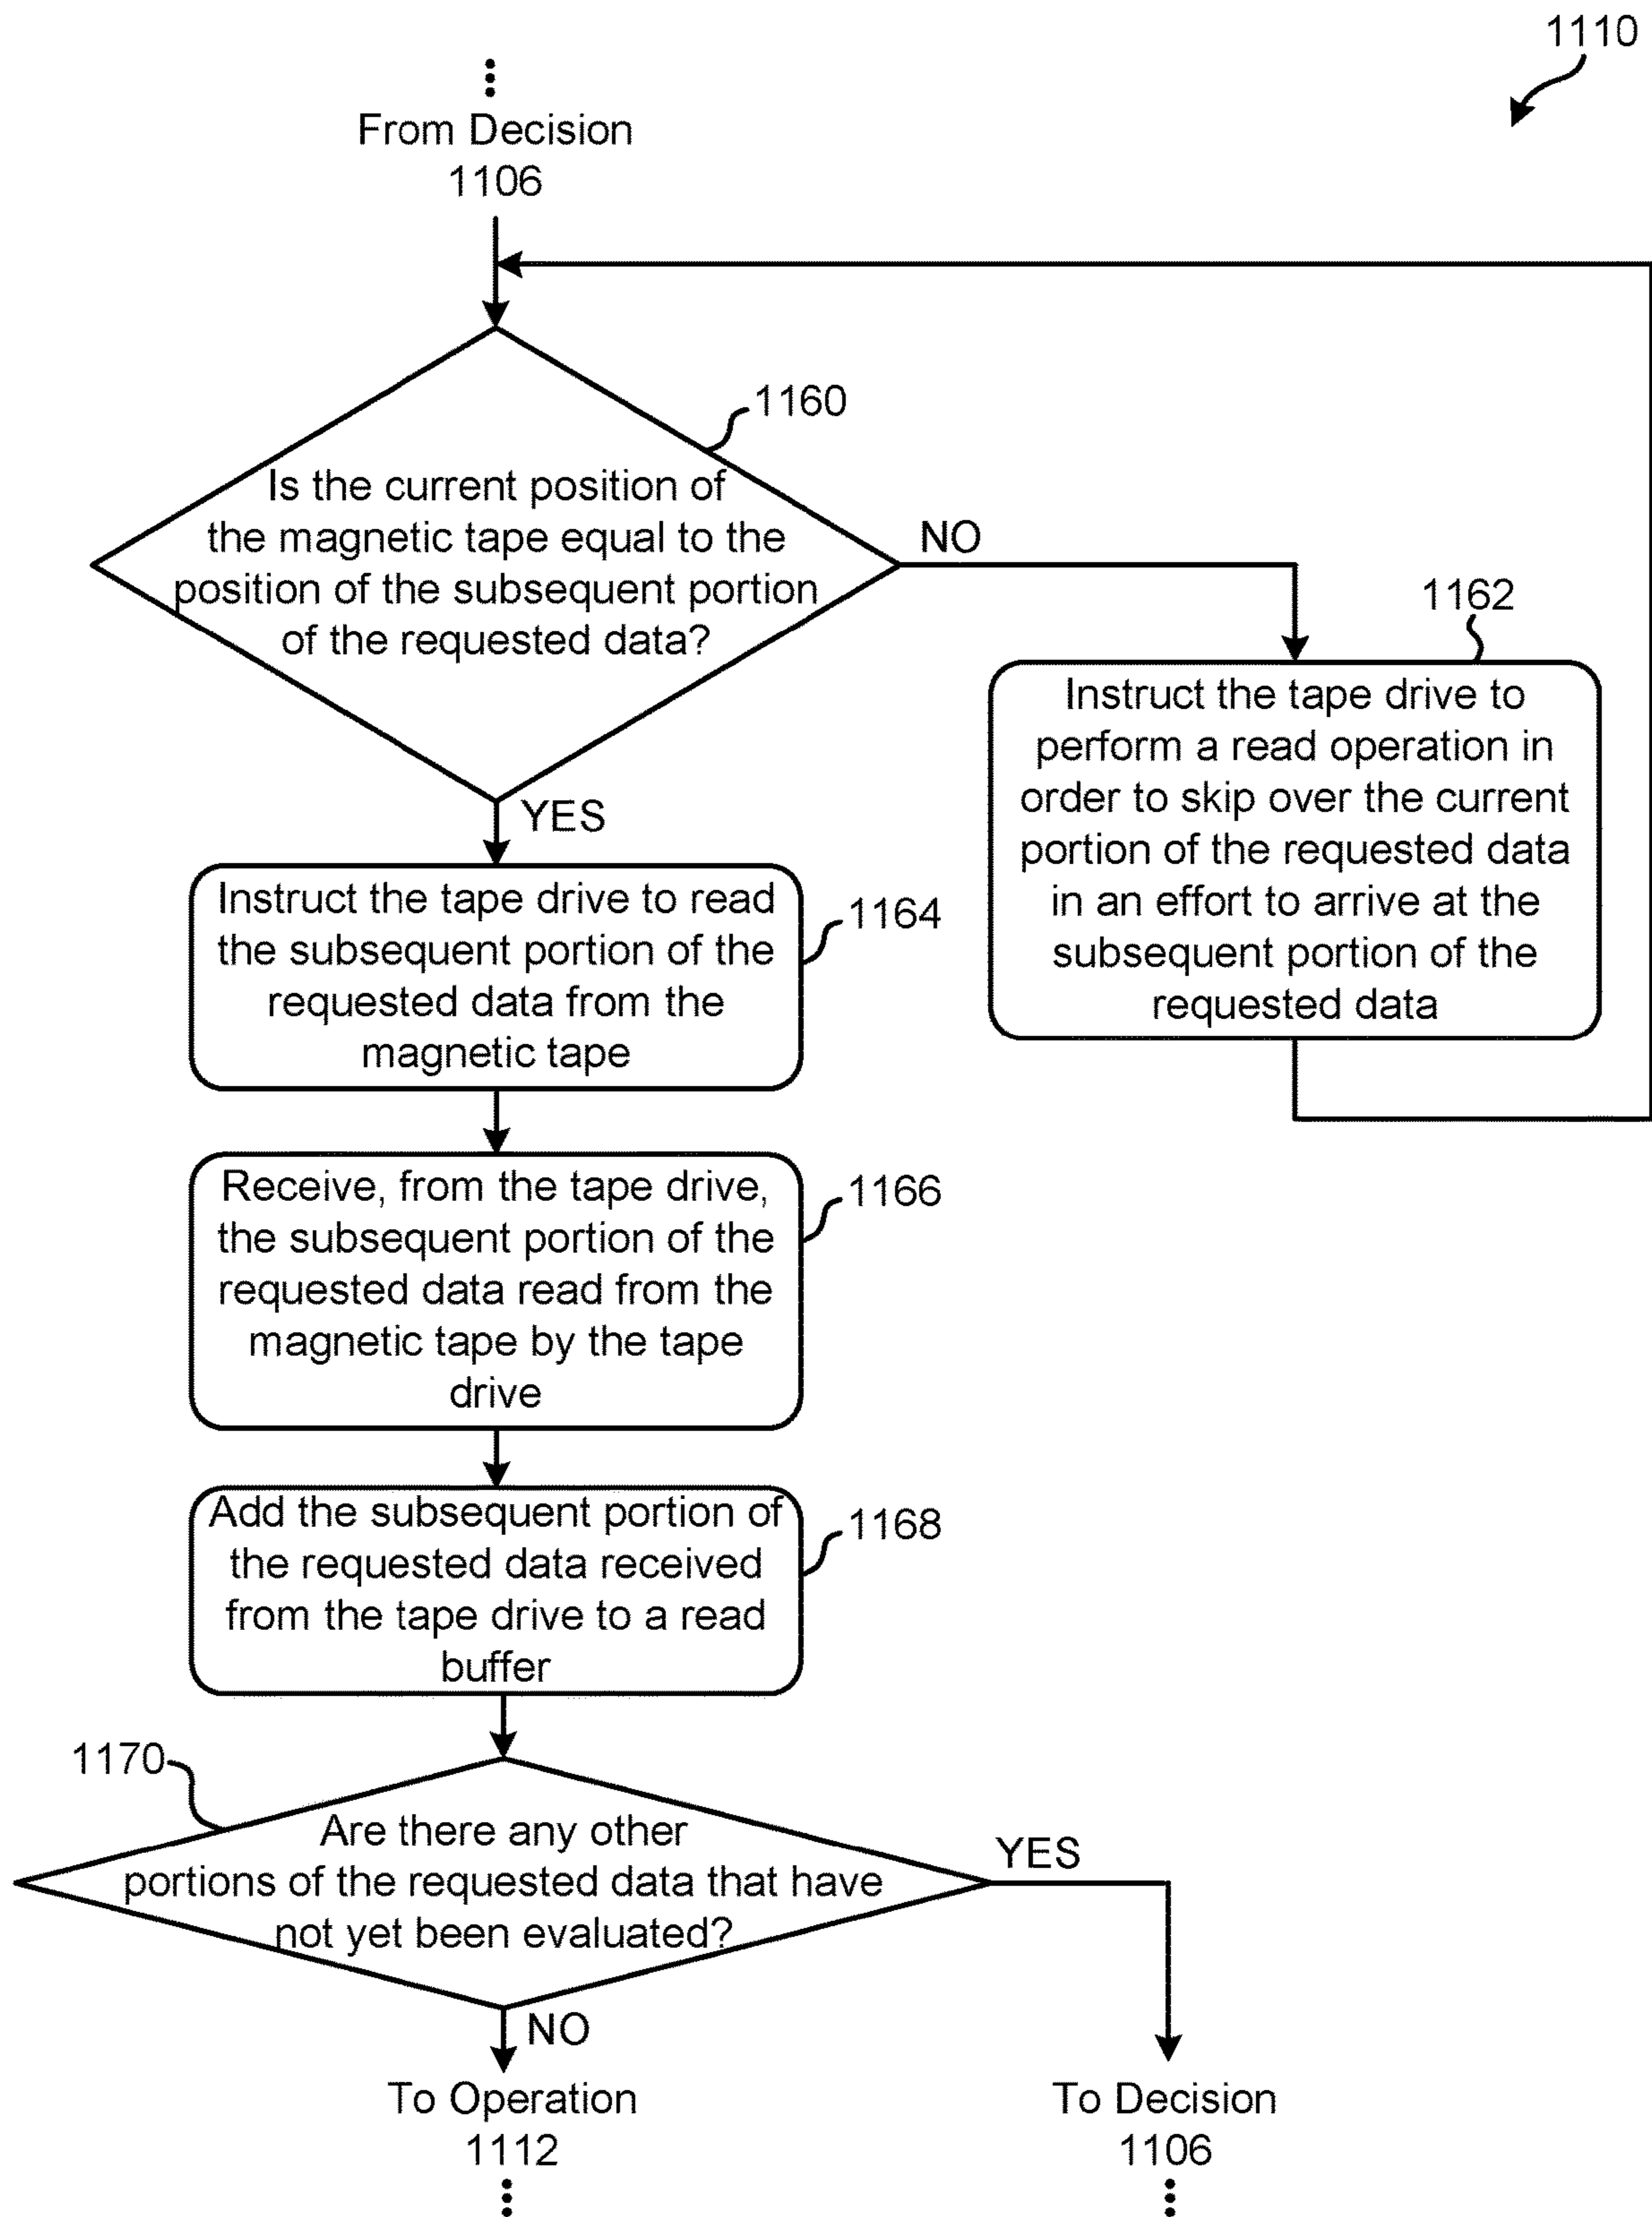 1110
From Decision
1106
1160
Is the current position of
the magnetic tape equal to the
position of the subsequent portion
of the requested data?
NO
1162
Instruct the tape drive to
perform a read operation in
order to skip over the current
portion of the requested data
in an effort to arrive at the
subsequent portion of the
requested data
YES
Instruct the tape drive to read
the subsequent portion of the
requested data from the
magnetic tape
1164
Receive, from the tape drive,
the subsequent portion of the
requested data read from the
magnetic tape by the tape
drive
1166
Add the subsequent portion of
the requested data received
from the tape drive to a read
buffer
1168
1170
Are there any other
portions of the requested data that have
not yet been evaluated?
YES
NO
To Operation
1112
To Decision
1106